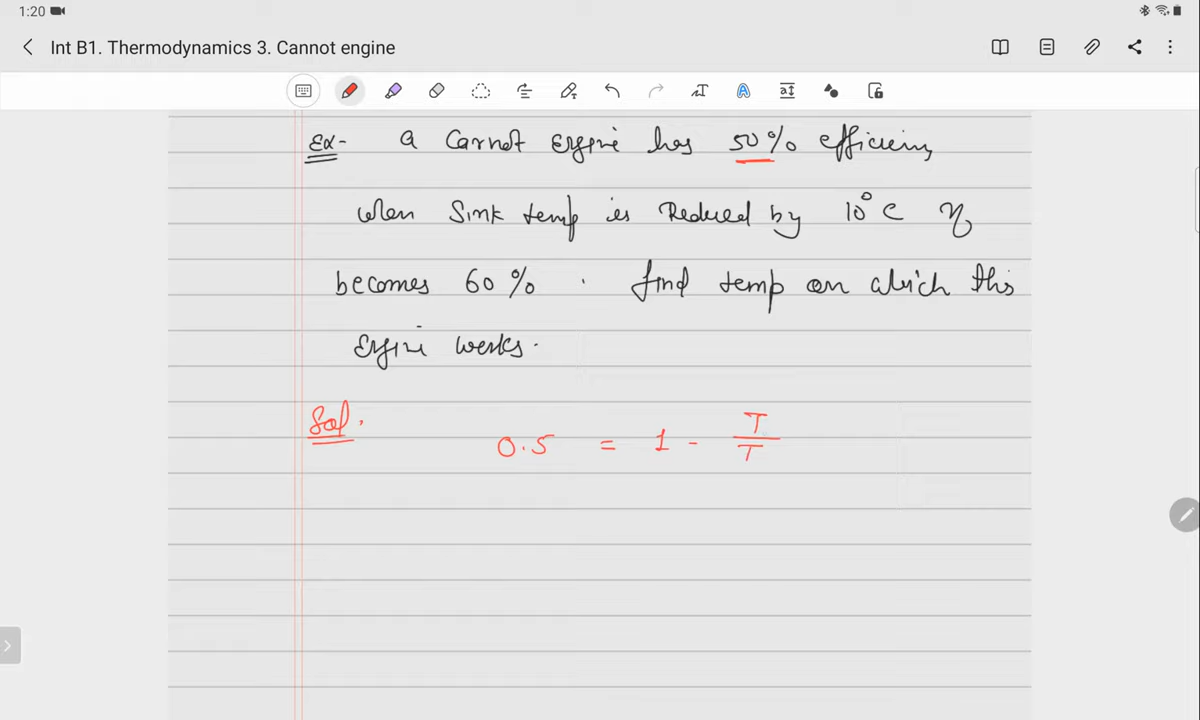 1:20
Int B1. Thermodynamics 3. Cannot engine
Ex- a Carnot Engine has 50% efficiency
when Sink temp is Reduced by 10°C η
becomes 60%. find temp on which this
Engine works.
Sol. 0.5 = 1 - T/T